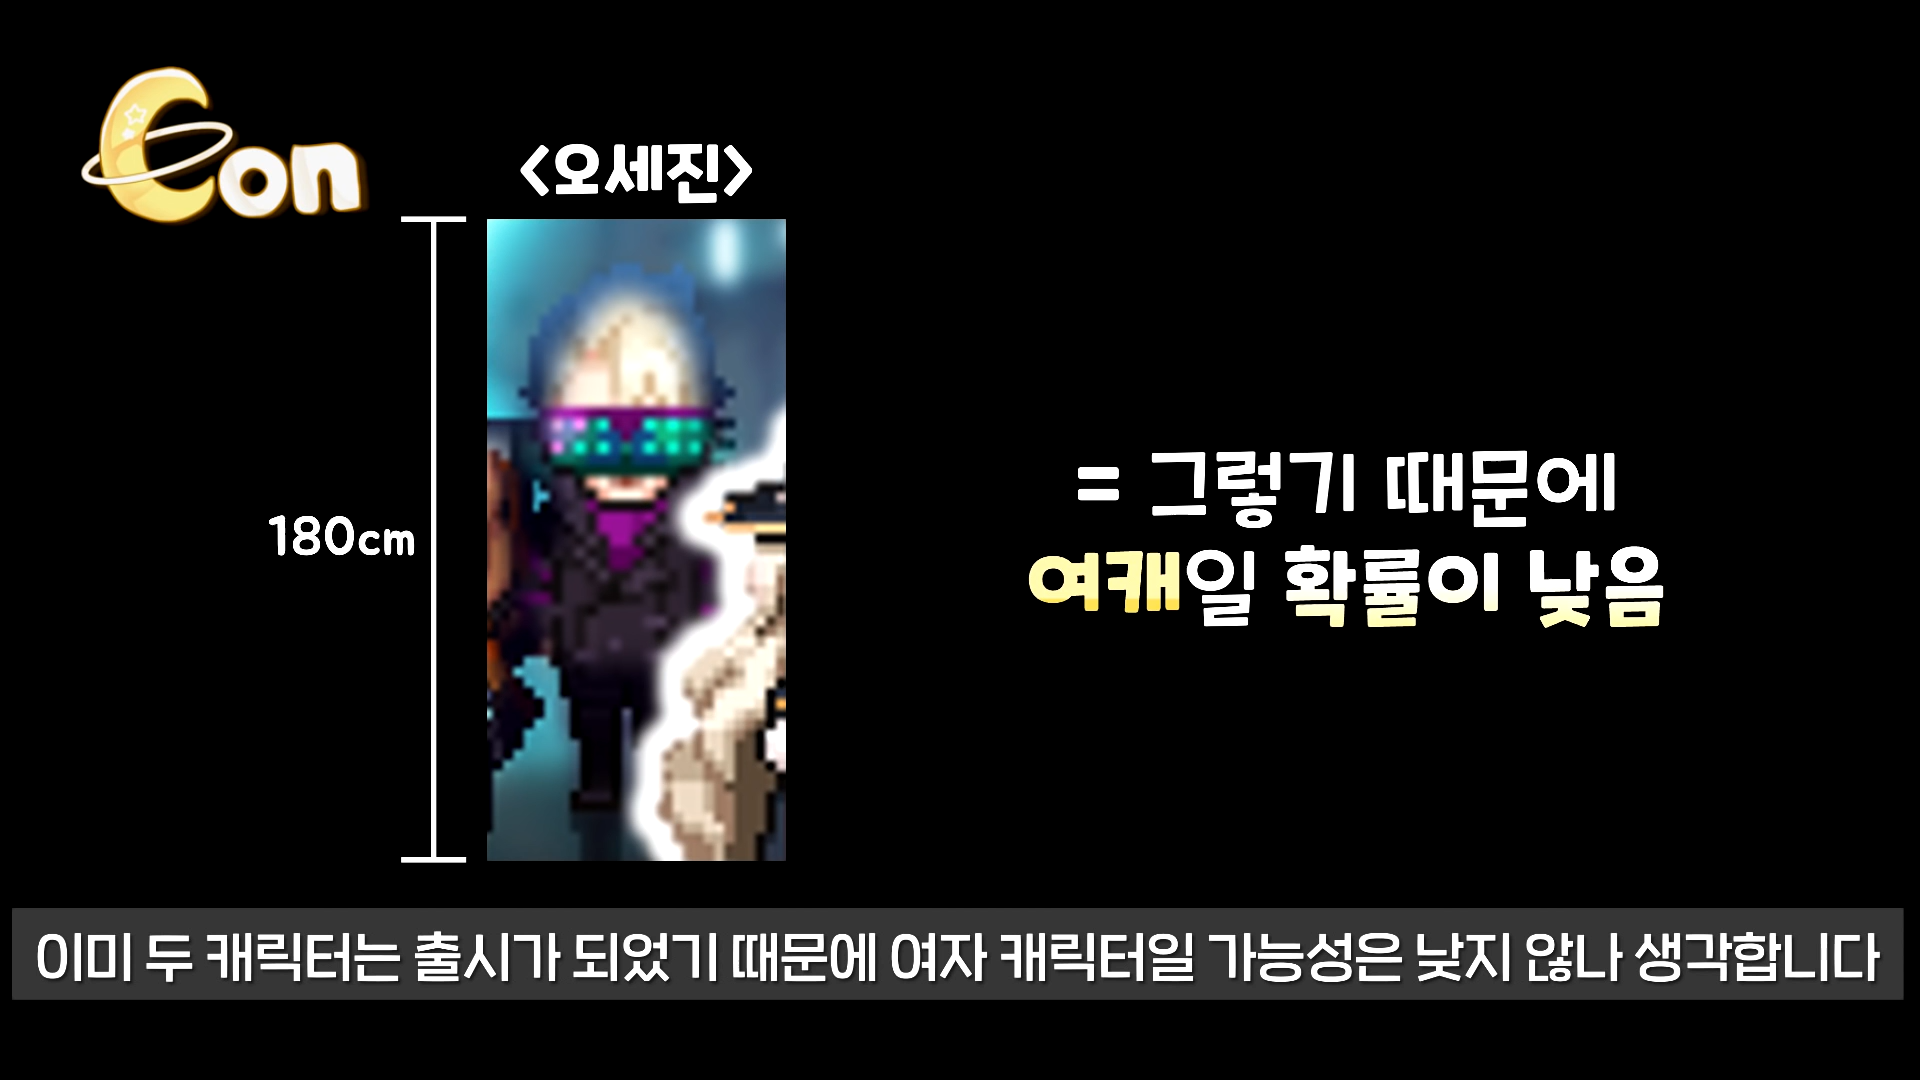 Con
<오세진>
180cm
= 그렇기 때문에
여캐일 확률이 낮음
이미 두 캐릭터는 출시가 되었기 때문에 여자 캐릭터일 가능성은 낮지 않나 생각합니다